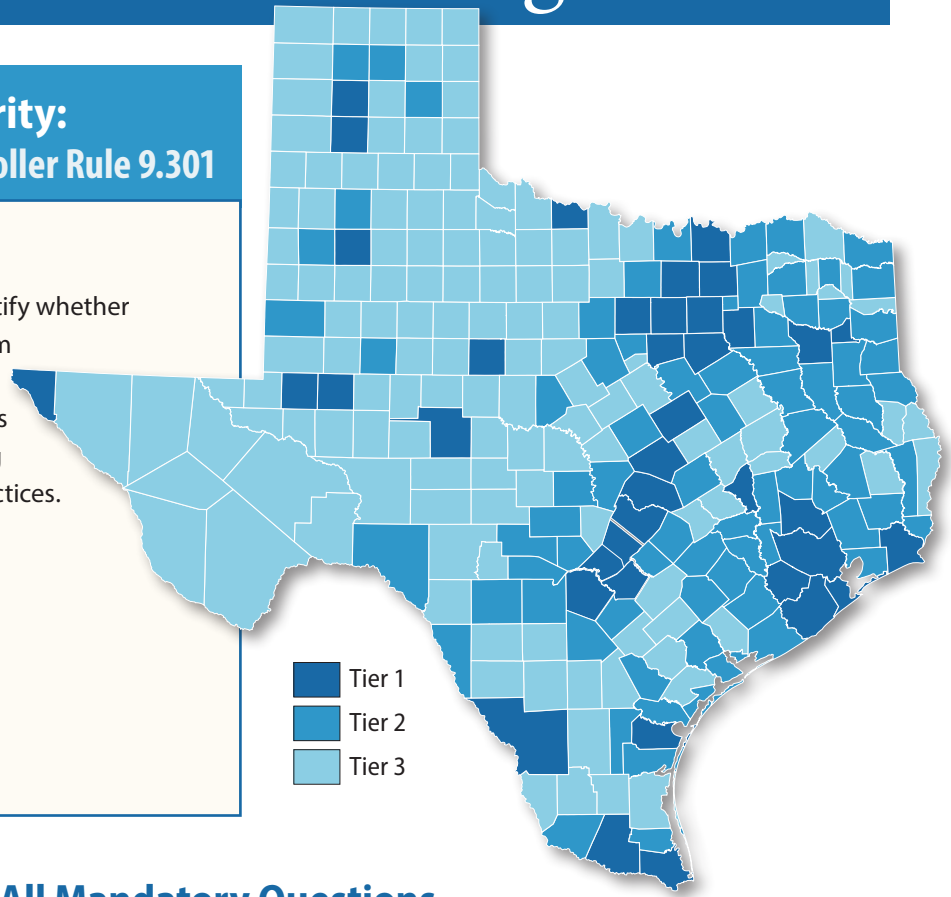 g
rity:
oller Rule 9.301
tify whether
m
s
g
ctices.
Tier 1
Tier 2
Tier 3
All Mandatory Questions